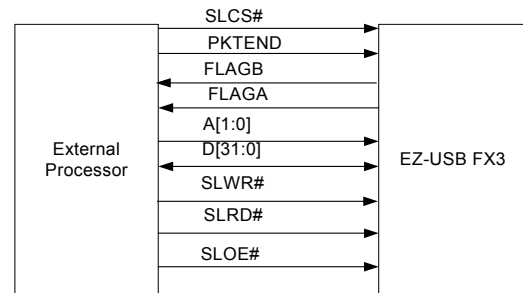 SLCS#
PKTEND
FLAGB
FLAGA
A[1:0]
D[31:0]
SLWR#
SLRD#
SLOE#
External
Processor
EZ-USB FX3